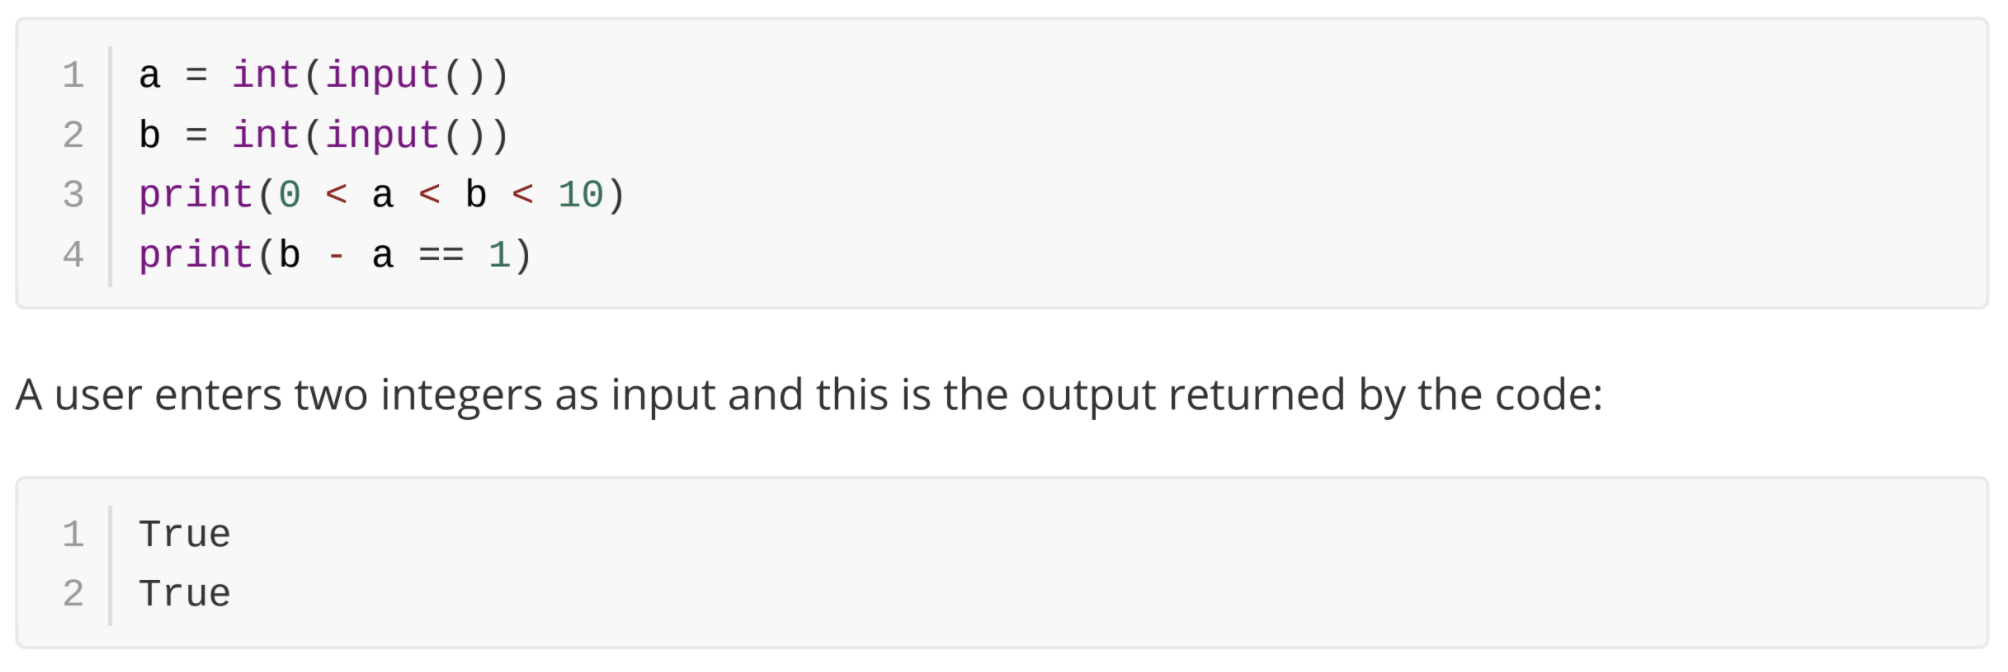 1 a = int(input())
2 b = int(input())
3 print(0 < a < b < 10)
4 print(b - a == 1)
A user enters two integers as input and this is the output returned by the code:
1 True
2 True